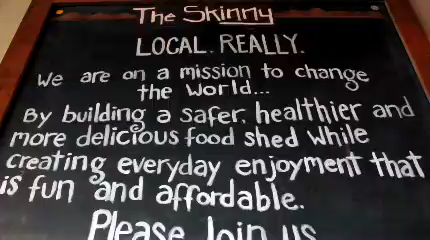 The Skinny
LOCAL. REALLY.
We are on a mission to change
the world...
By building a safer, healthier and
more delicious food shed while
creating everyday enjoyment that
is fun and affordable.
Please Join us